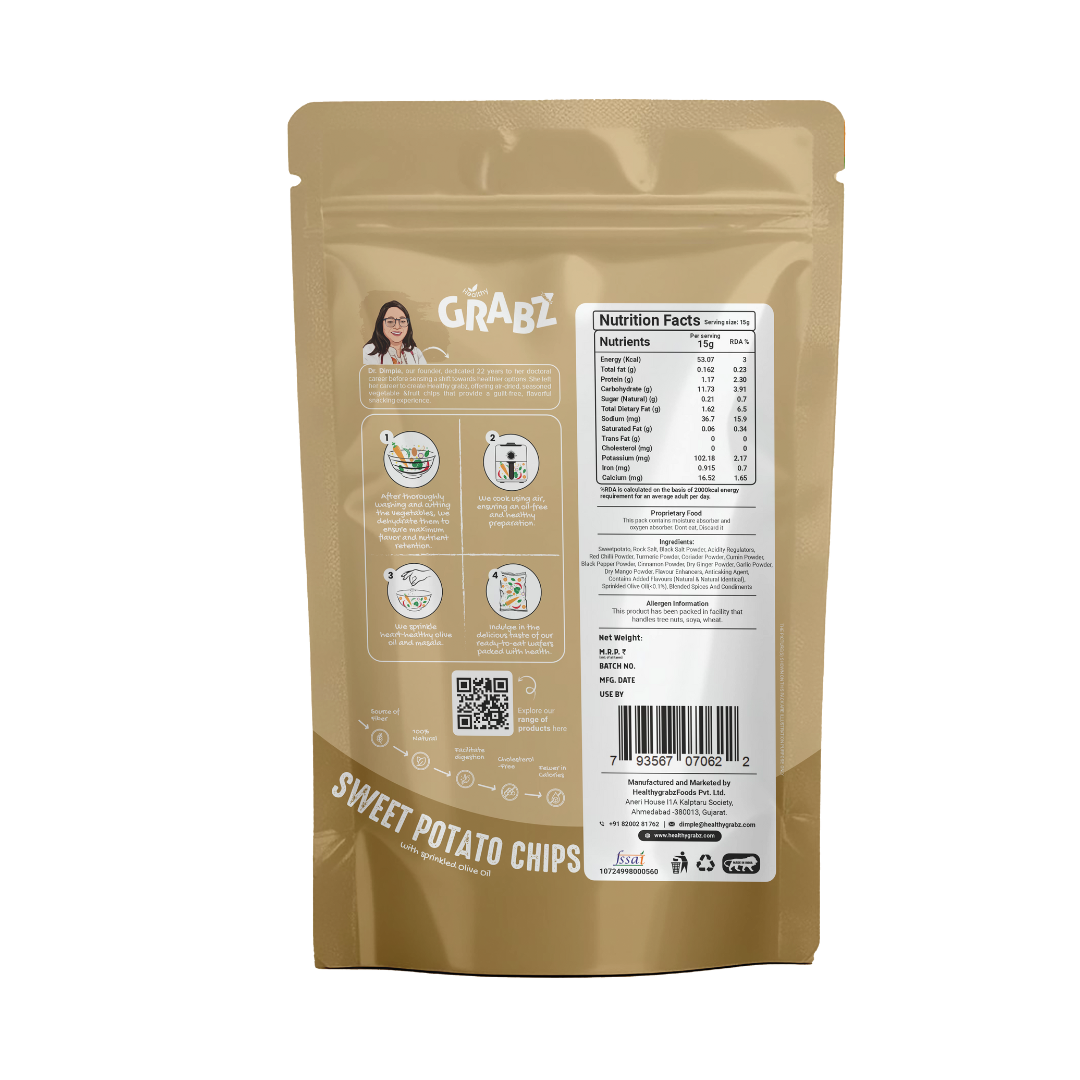 Healthy
GRABZ
Dr. Dimple, our founder, dedicated 22 years to her doctoral
career before sensing a shift towards healthier options. She left
her career to create Healthy grabz, offering air-dried, seasoned
vegetable &fruit chips that provide a guilt-free, flavorful
snacking experience.
1
After thoroughly
washing and cutting
the vegetables, we
dehydrate them to
ensure maximum
flavor and nutrient
retention.
2
We cook using air,
ensuring an oil-free
and healthy
preparation.
3
We sprinkle
heart-healthy olive
oil and masala.
4
Indulge in the
delicious taste of our
ready-to-eat wafers
packed with health.
Explore our
range of
products here
Source of
Fiber
100%
Natural
Facilitate
digestion
Cholesterol
-Free
Fewer in
Calories
SWEET POTATO CHIPS
with sprinkled olive oil
Nutrition Facts Serving size: 15g
Nutrients Per serving 15g RDA %
Energy (Kcal) 53.07 3
Total fat (g) 0.162 0.23
Protein (g) 1.17 2.30
Carbohydrate (g) 11.73 3.91
Sugar (Natural) (g) 0.21 0.7
Total Dietary Fat (g) 1.62 6.5
Sodium (mg) 36.7 15.9
Saturated Fat (g) 0.06 0.34
Trans Fat (g) 0 0
Cholesterol (mg) 0 0
Potassium (mg) 102.18 2.17
Iron (mg) 0.915 0.7
Calcium (mg) 16.52 1.65
%RDA is calculated on the basis of 2000kcal energy
requirement for an average adult per day.
Proprietary Food
This pack contains moisture absorber and
oxygen absorber. Dont eat, Discard it
Ingredients:
Sweetpotato, Rock Salt, Black Salt Powder, Acidity Regulators,
Red Chilli Powder, Turmeric Powder, Coriader Powder, Cumin Powder,
Black Pepper Powder, Cinnamon Powder, Dry Ginger Powder, Garlic Powder,
Dry Mango Powder, Flavour Enhancers, Anticaking Agent,
Contains Added Flavours (Natural & Natural Identical),
Sprinkled Olive Oil(<0.1%), Blended Spices And Condiments
Allergen Information
This product has been packed in facility that
handles tree nuts, soya, wheat.
Net Weight:
M.R.P. ₹
BATCH NO.
MFG. DATE
USE BY
7 93567 07062 2
Manufactured and Marketed by
HealthygrabzFoods Pvt. Ltd.
Aneri House 11A Kalptaru Society,
Ahmedabad -380013, Gujarat.
+91 82002 81762 | dimple@healthygrabz.com
www.healthygrabz.com
fssai
10724998000560
MADE IN INDIA